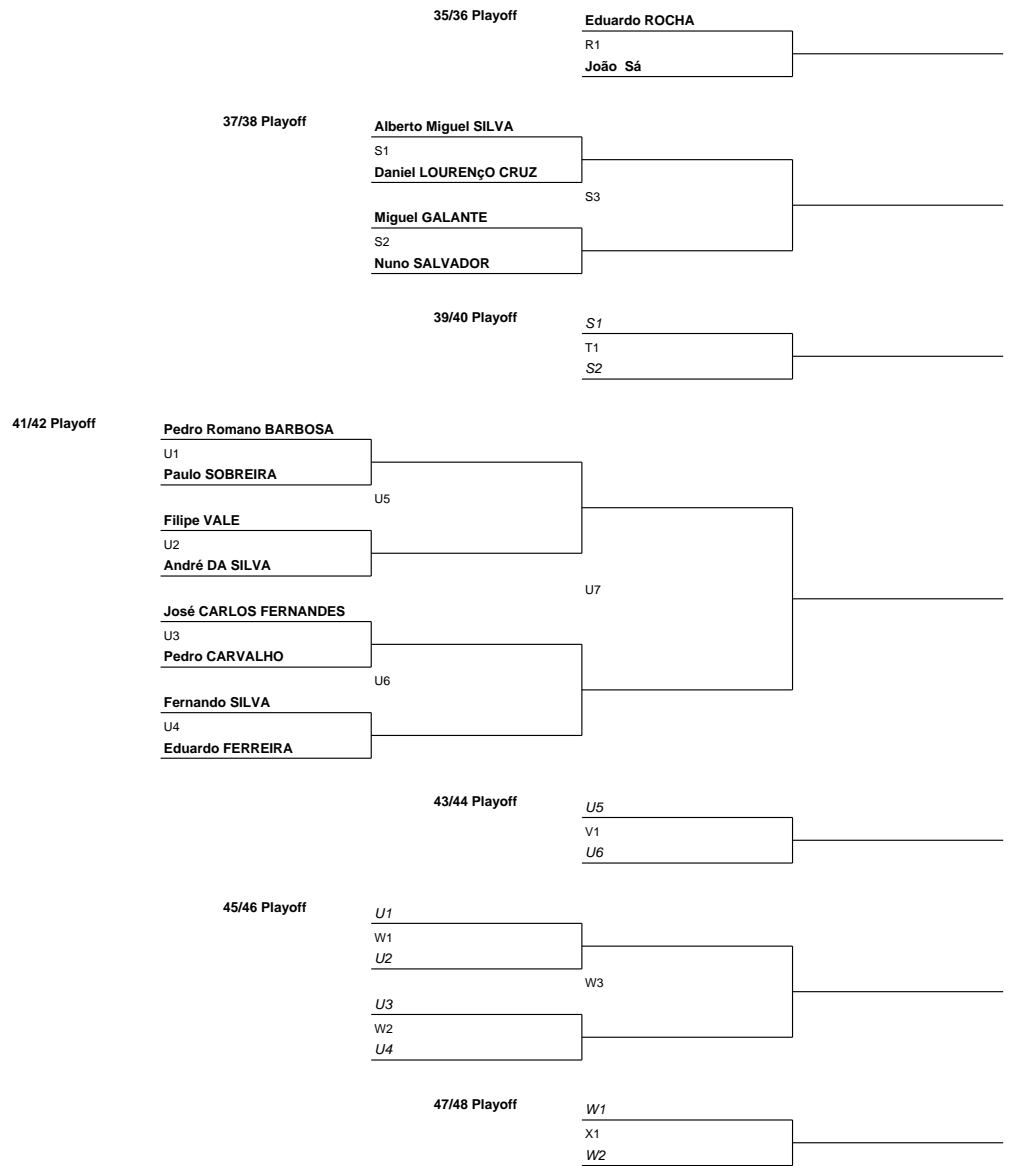 35/36 Playoff
Eduardo ROCHA
R1
João  Sá
37/38 Playoff
Alberto Miguel SILVA
S1
Daniel LOURENçO CRUZ
S3
Miguel GALANTE
S2
Nuno SALVADOR
39/40 Playoff
S1
T1
S2
41/42 Playoff
Pedro Romano BARBOSA
U1
Paulo SOBREIRA
U5
Filipe VALE
U2
André DA SILVA
U7
José CARLOS FERNANDES
U3
Pedro CARVALHO
U6
Fernando SILVA
U4
Eduardo FERREIRA
43/44 Playoff
U5
V1
U6
45/46 Playoff
U1
W1
U2
W3
U3
W2
U4
47/48 Playoff
W1
X1
W2